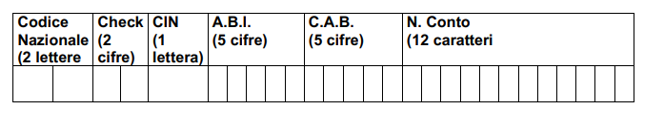 Codice Nazionale (2 lettere
Check (2 cifre)
CIN (1 lettera)
A.B.I. (5 cifre)
C.A.B. (5 cifre)
N. Conto (12 caratteri